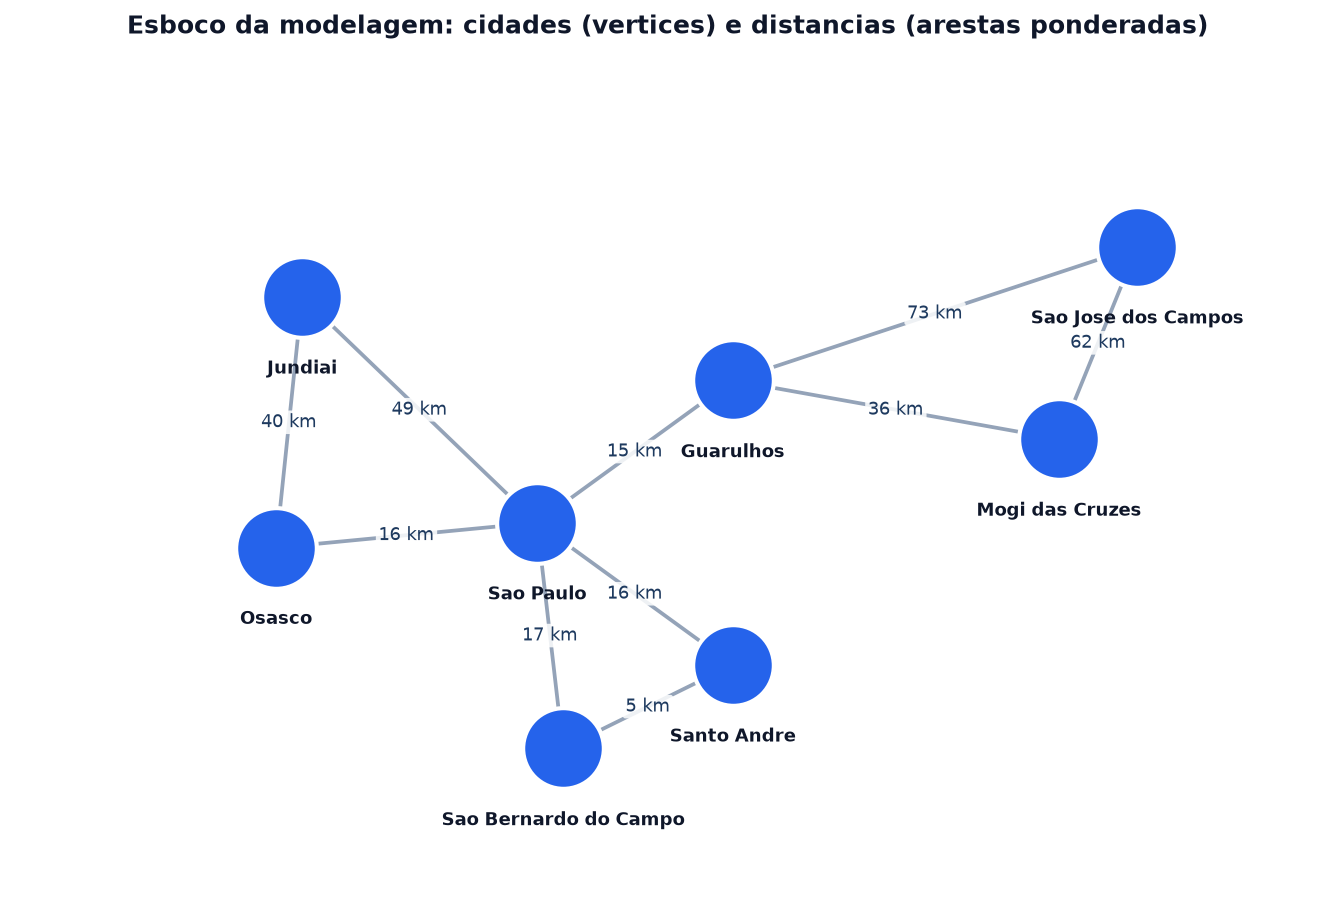 Esboco da modelagem: cidades (vertices) e distancias (arestas ponderadas)
73 km
Sao Jose dos Campos
62 km
Jundiai
40 km
49 km
36 km
15 km
Guarulhos
Mogi das Cruzes
16 km
Sao Paulo
16 km
Osasco
17 km
5 km
Santo Andre
Sao Bernardo do Campo